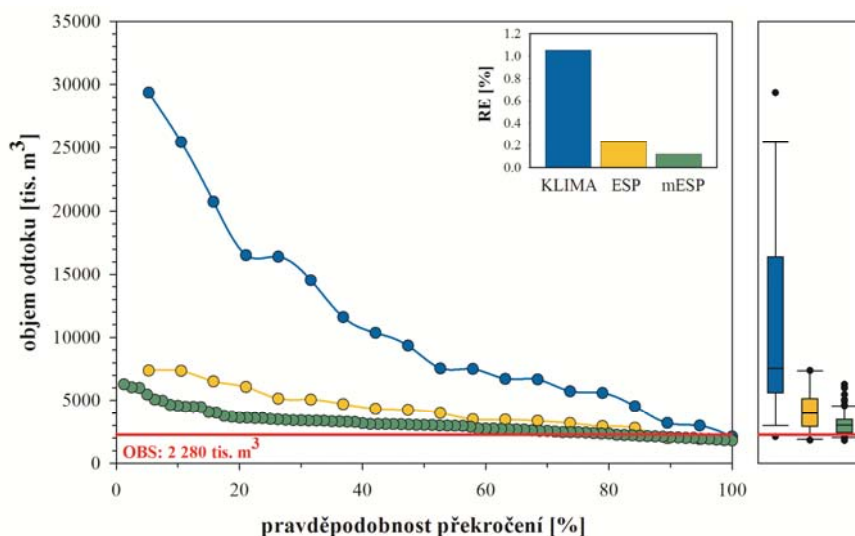 35000
30000
25000
20000
15000
10000
5000
0
objem odtoku [tis. m³]
1.2
1.0
0.8
0.6
0.4
0.2
0.0
RE [%]
KLIMA ESP mESP
OBS: 2 280 tis. m³
0 20 40 60 80 100
pravděpodobnost překročení [%]